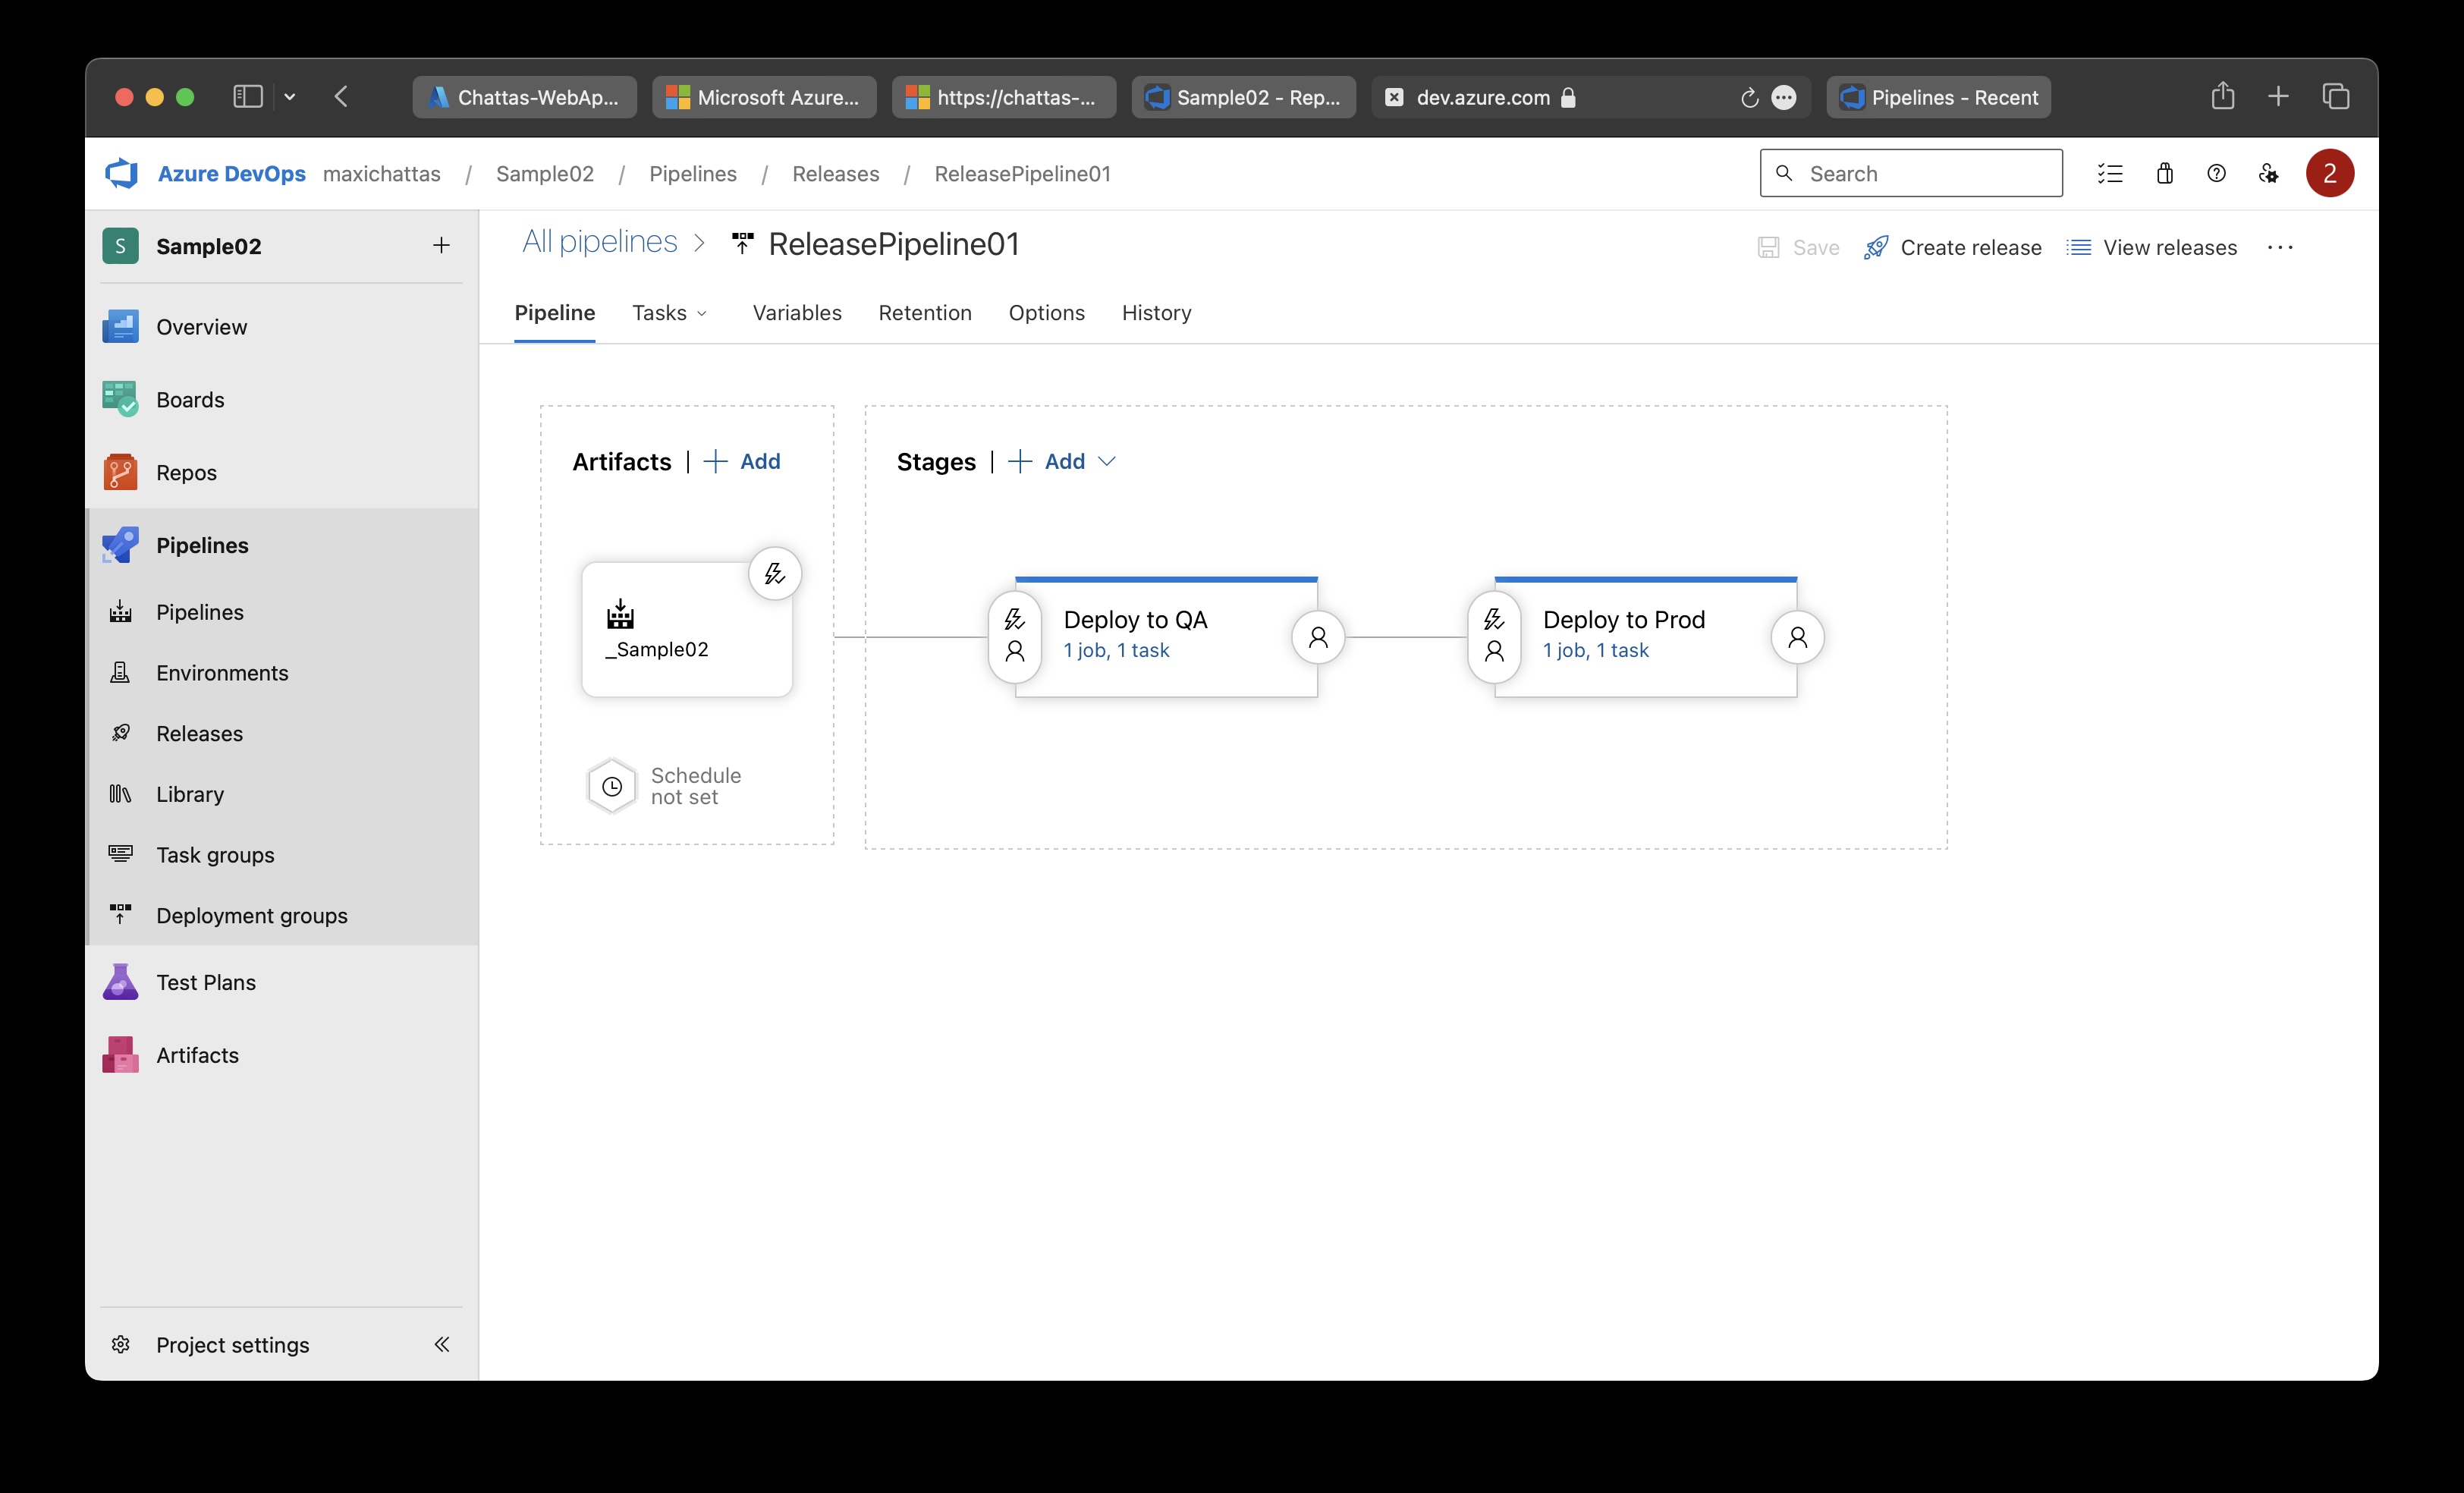 Chattas-WebAp...
Microsoft Azure...
https://chattas-...
Sample02 - Rep...
dev.azure.com
Pipelines - Recent
Azure DevOps maxichattas / Sample02 / Pipelines / Releases / ReleasePipeline01
Search
2
S Sample02
Overview
Boards
Repos
Pipelines
Pipelines
Environments
Releases
Library
Task groups
Deployment groups
Test Plans
Artifacts
Project settings
All pipelines > ReleasePipeline01
Save
Create release
View releases
Pipeline
Tasks
Variables
Retention
Options
History
Artifacts | + Add
_Sample02
Schedule
not set
Stages | + Add
Deploy to QA
1 job, 1 task
Deploy to Prod
1 job, 1 task